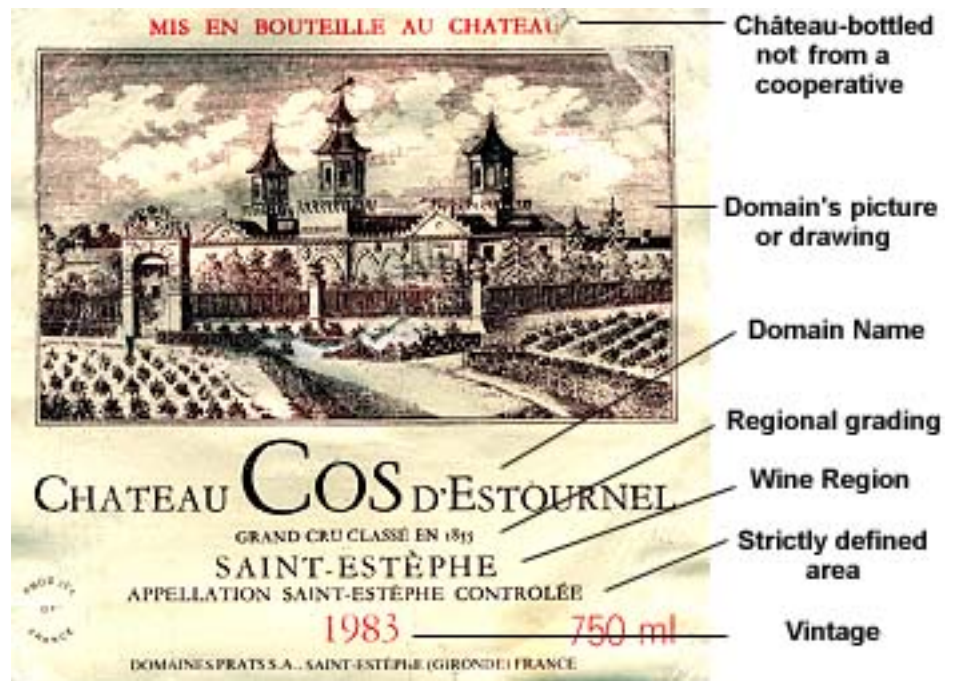 MIS EN BOUTEILLE AU CHATEAU
Château-bottled
not from a
cooperative
Domain's picture
or drawing
Domain Name
Regional grading
CHATEAU COS D'ESTOURNEL
Wine Region
GRAND CRU CLASSÉ EN 1855
SAINT-ESTÈPHE
Strictly defined
area
APPELLATION SAINT-ESTÈPHE CONTROLÉE
1983 750 ml
Vintage
DOMAINES PRATS S.A., SAINT-ESTÈPHE (GIRONDE) FRANCE
OF
FRANCE